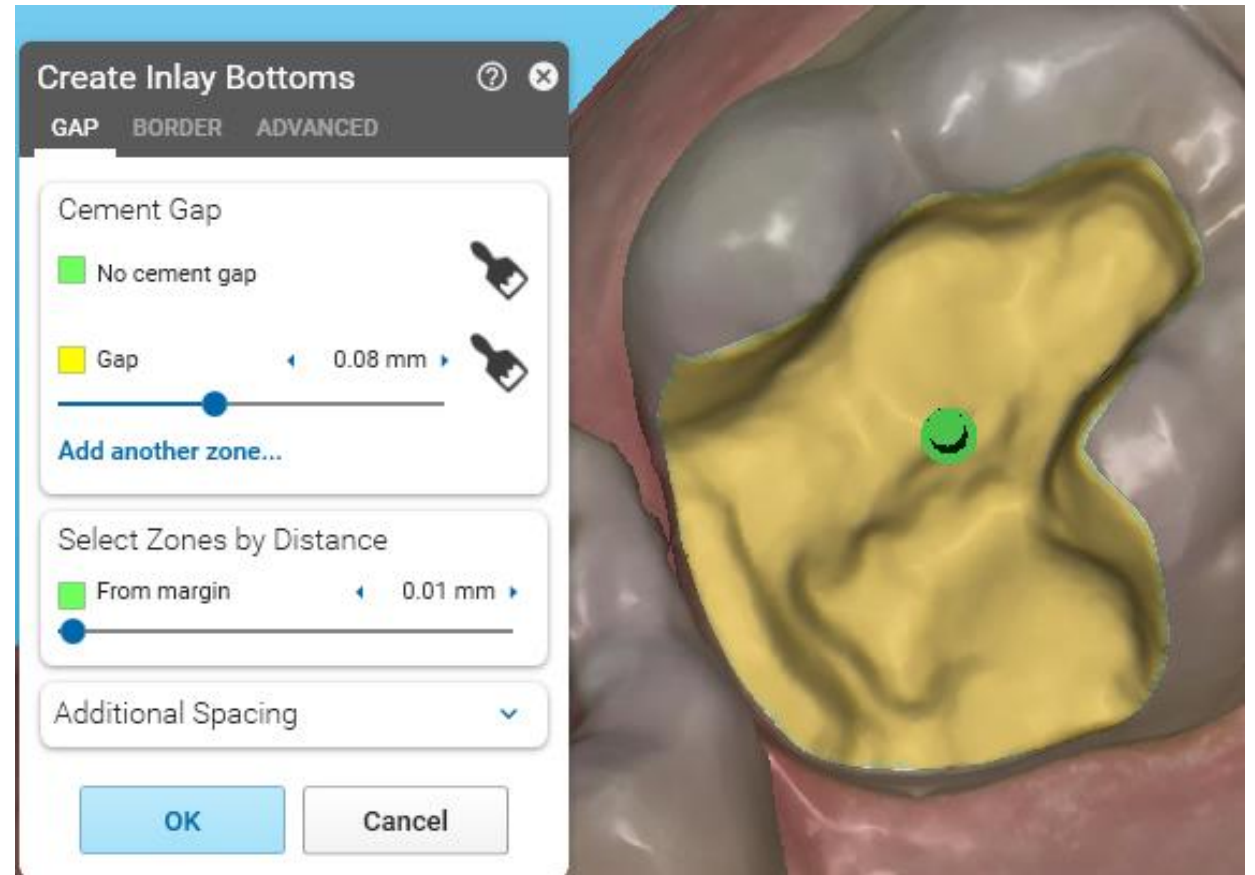 Create Inlay Bottoms
GAP BORDER ADVANCED
Cement Gap
No cement gap
Gap 0.08 mm
Add another zone...
Select Zones by Distance
From margin 0.01 mm
Additional Spacing
OK Cancel